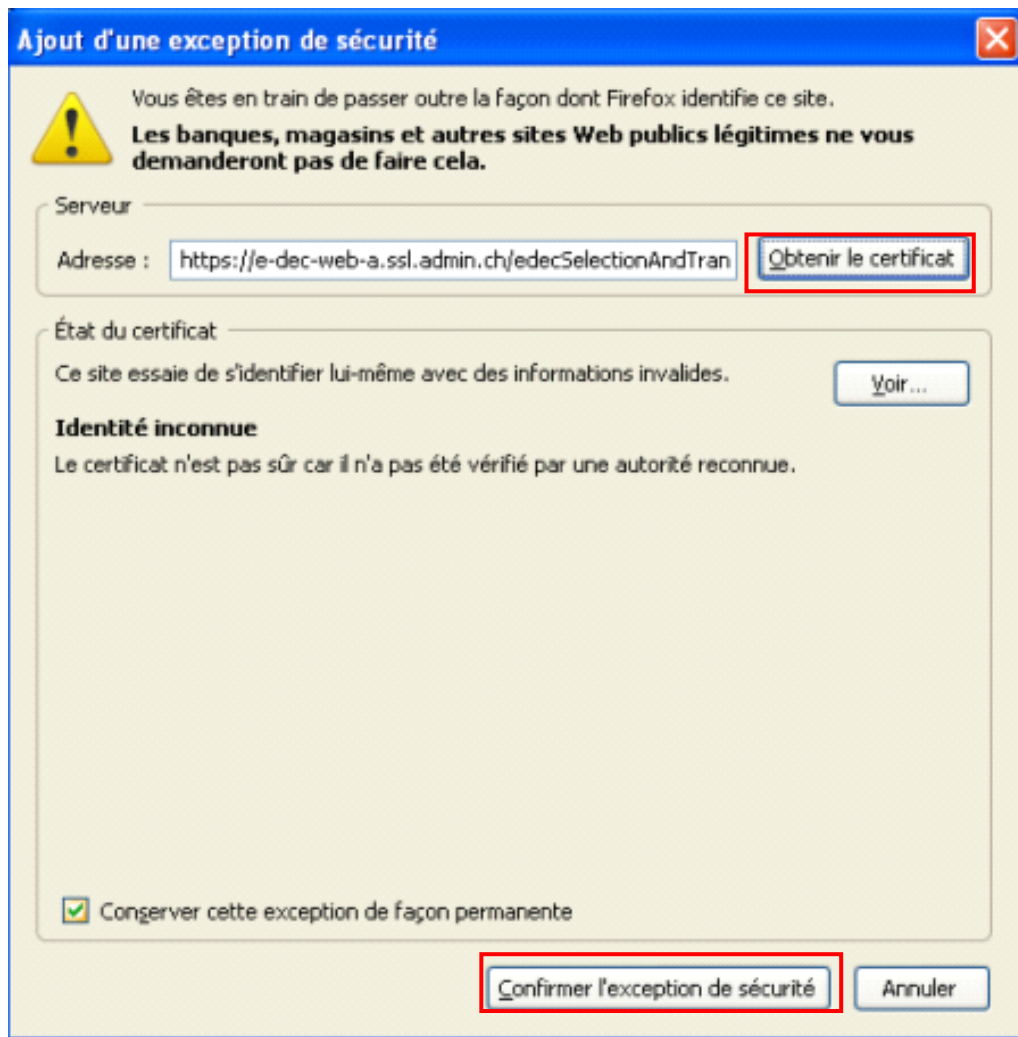 Ajout d'une exception de sécurité
Vous êtes en train de passer outre la façon dont Firefox identifie ce site.
Les banques, magasins et autres sites Web publics légitimes ne vous
demanderont pas de faire cela.
Serveur
Adresse : https://e-dec-web-a.ssl.admin.ch/edecSelectionAndTran Obtenir le certificat
État du certificat
Ce site essaie de s'identifier lui-même avec des informations invalides.
Voir...
Identité inconnue
Le certificat n'est pas sûr car il n'a pas été vérifié par une autorité reconnue.
Conserver cette exception de façon permanente
Confirmer l'exception de sécurité Annuler